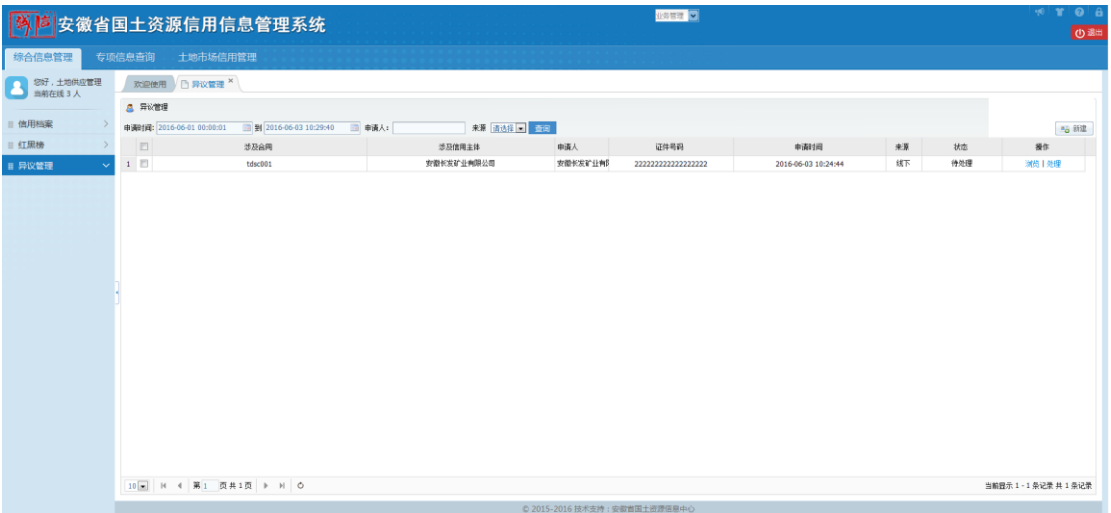 诚信 安徽省国土资源信用信息管理系统 业务管理 退出
综合信息管理 专项信息查询 土地市场信用管理
您好，土地供应管理
当前在线 3 人
欢迎使用 异议管理 ×
异议管理
信用档案
红黑榜
异议管理
申请时间: 2016-06-01 00:00:01 到 2016-06-03 10:29:40 申请人: 来源 请选择 查询 新建
涉及合同 涉及信用主体 申请人 证件号码 申请时间 来源 状态 操作
1 tdsc001 安徽长发矿业有限公司 安徽长发矿业有限 222222222222222222 2016-06-03 10:24:44 线下 待处理 浏览 | 处理
10 第 1 页 共 1 页 当前显示 1 - 1 条记录 共 1 条记录
© 2015-2016 技术支持：安徽省国土资源信息中心